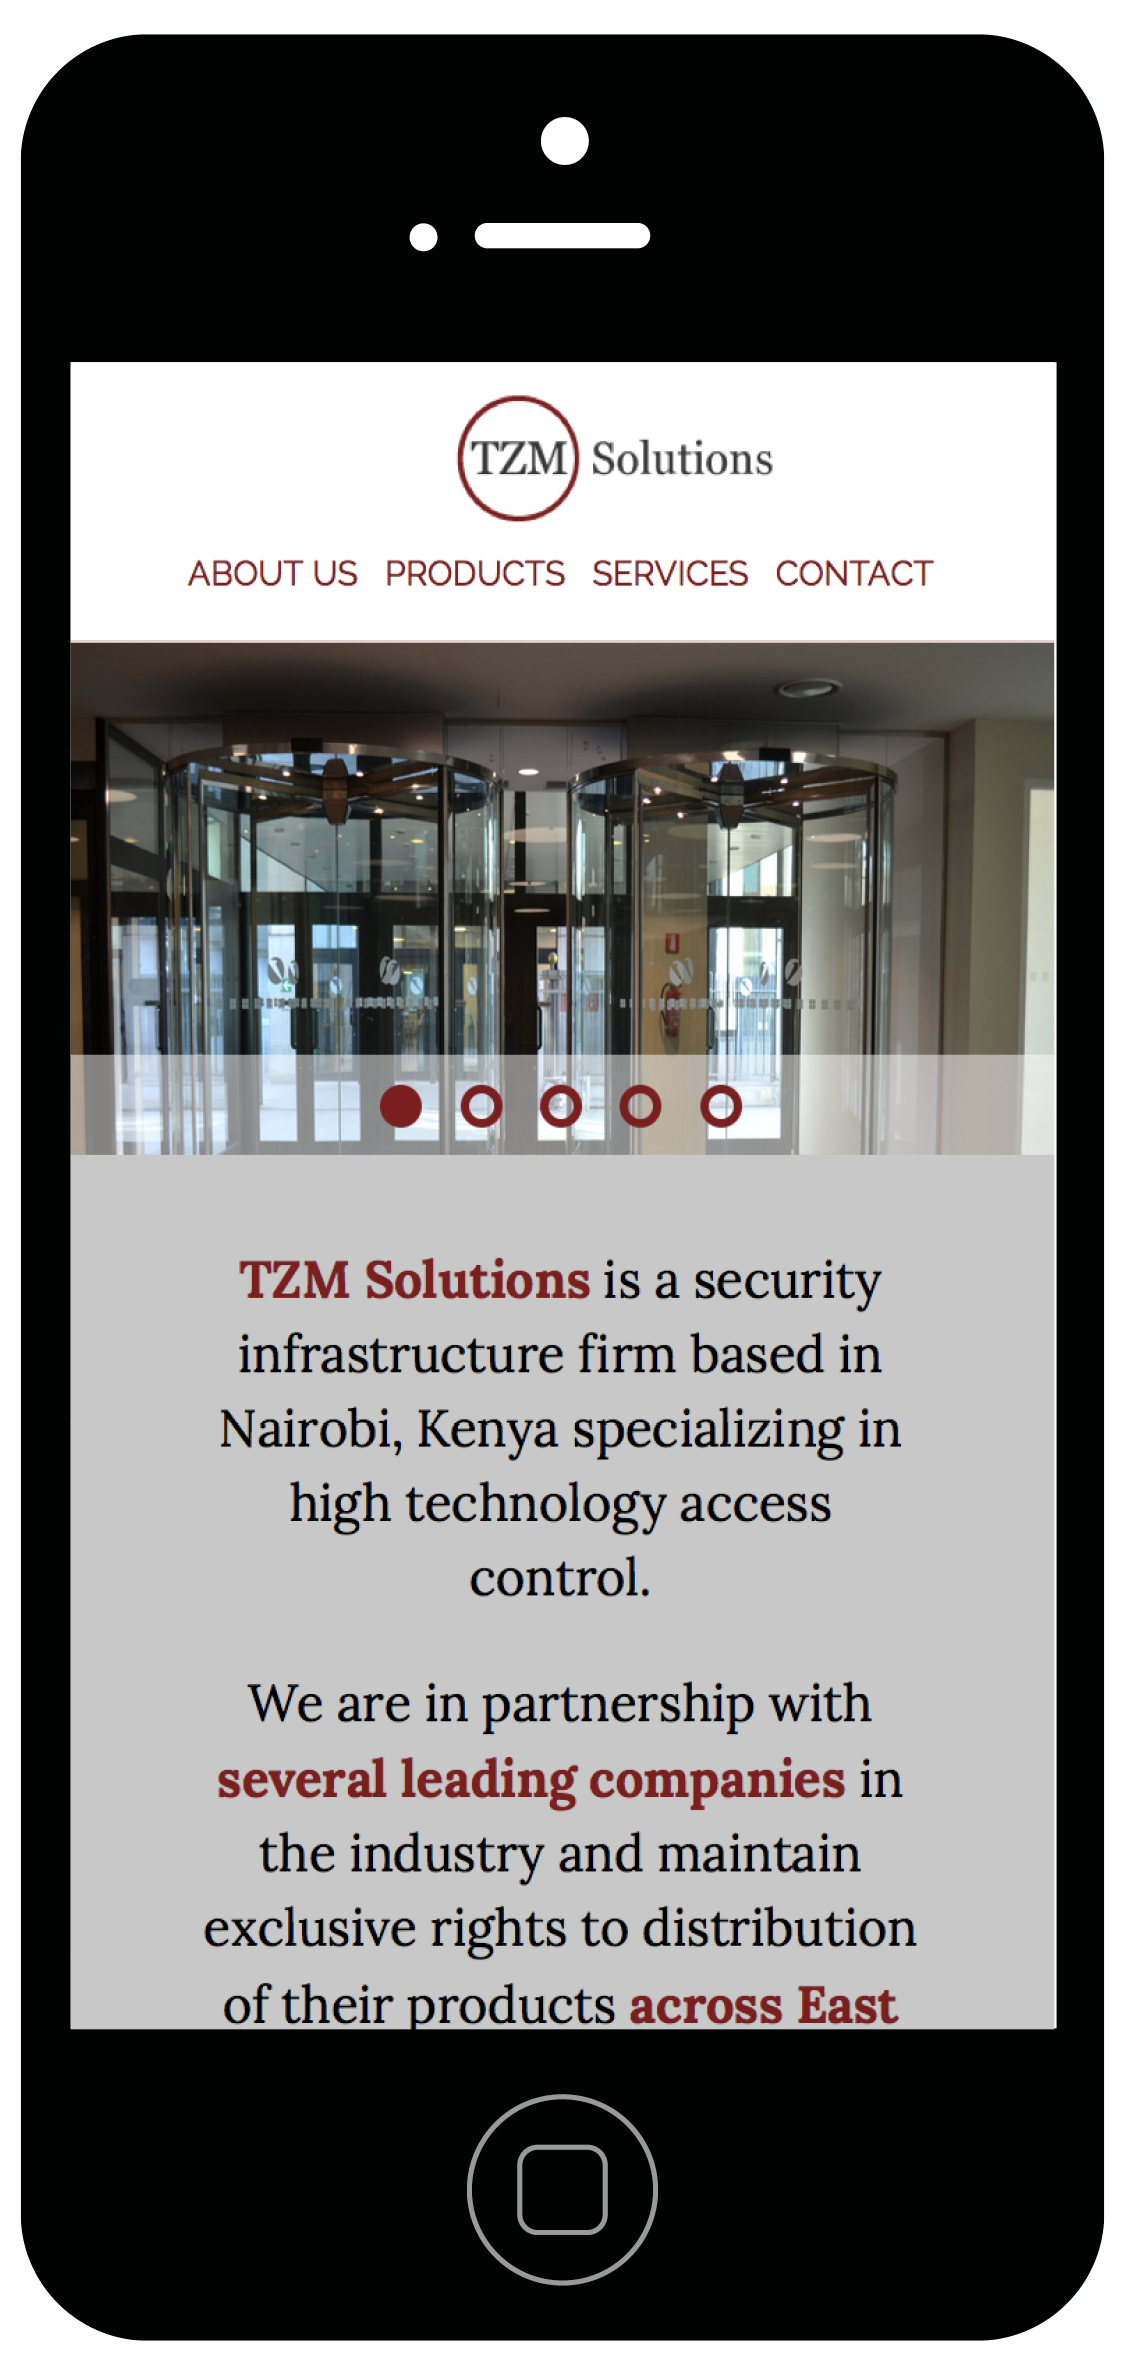 TZM Solutions
ABOUT US PRODUCTS SERVICES CONTACT
TZM Solutions is a security
infrastructure firm based in
Nairobi, Kenya specializing in
high technology access
control.
We are in partnership with
several leading companies in
the industry and maintain
exclusive rights to distribution
of their products across East